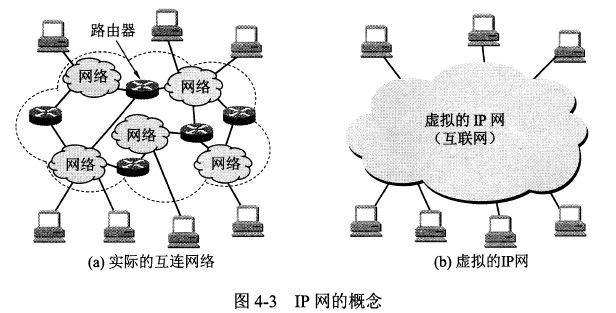 路由器
网络
网络
网络
网络
网络
虚拟的 IP 网
（互联网）
(a) 实际的互连网络
(b) 虚拟的IP网
图 4-3 IP 网的概念